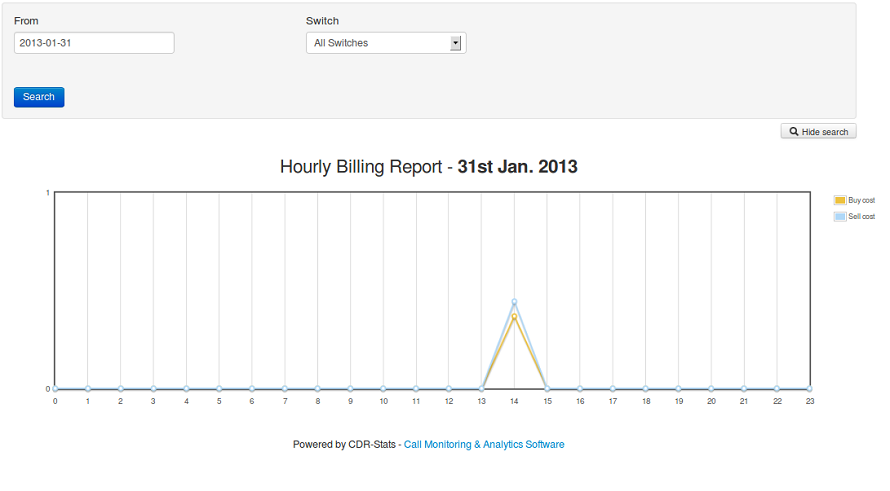 From Switch
2013-01-31 All Switches
Search
Hide search
Hourly Billing Report - 31st Jan. 2013
1
Buy cost
Sell cost
0
0 1 2 3 4 5 6 7 8 9 10 11 12 13 14 15 16 17 18 19 20 21 22 23
Powered by CDR-Stats - Call Monitoring & Analytics Software